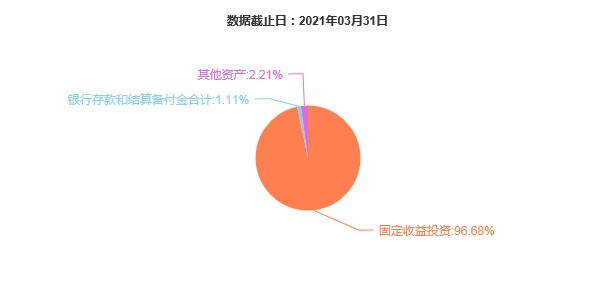 数据截止日：2021年03月31日
其他资产:2.21%
银行存款和结算备付金合计:1.11%
固定收益投资:96.68%